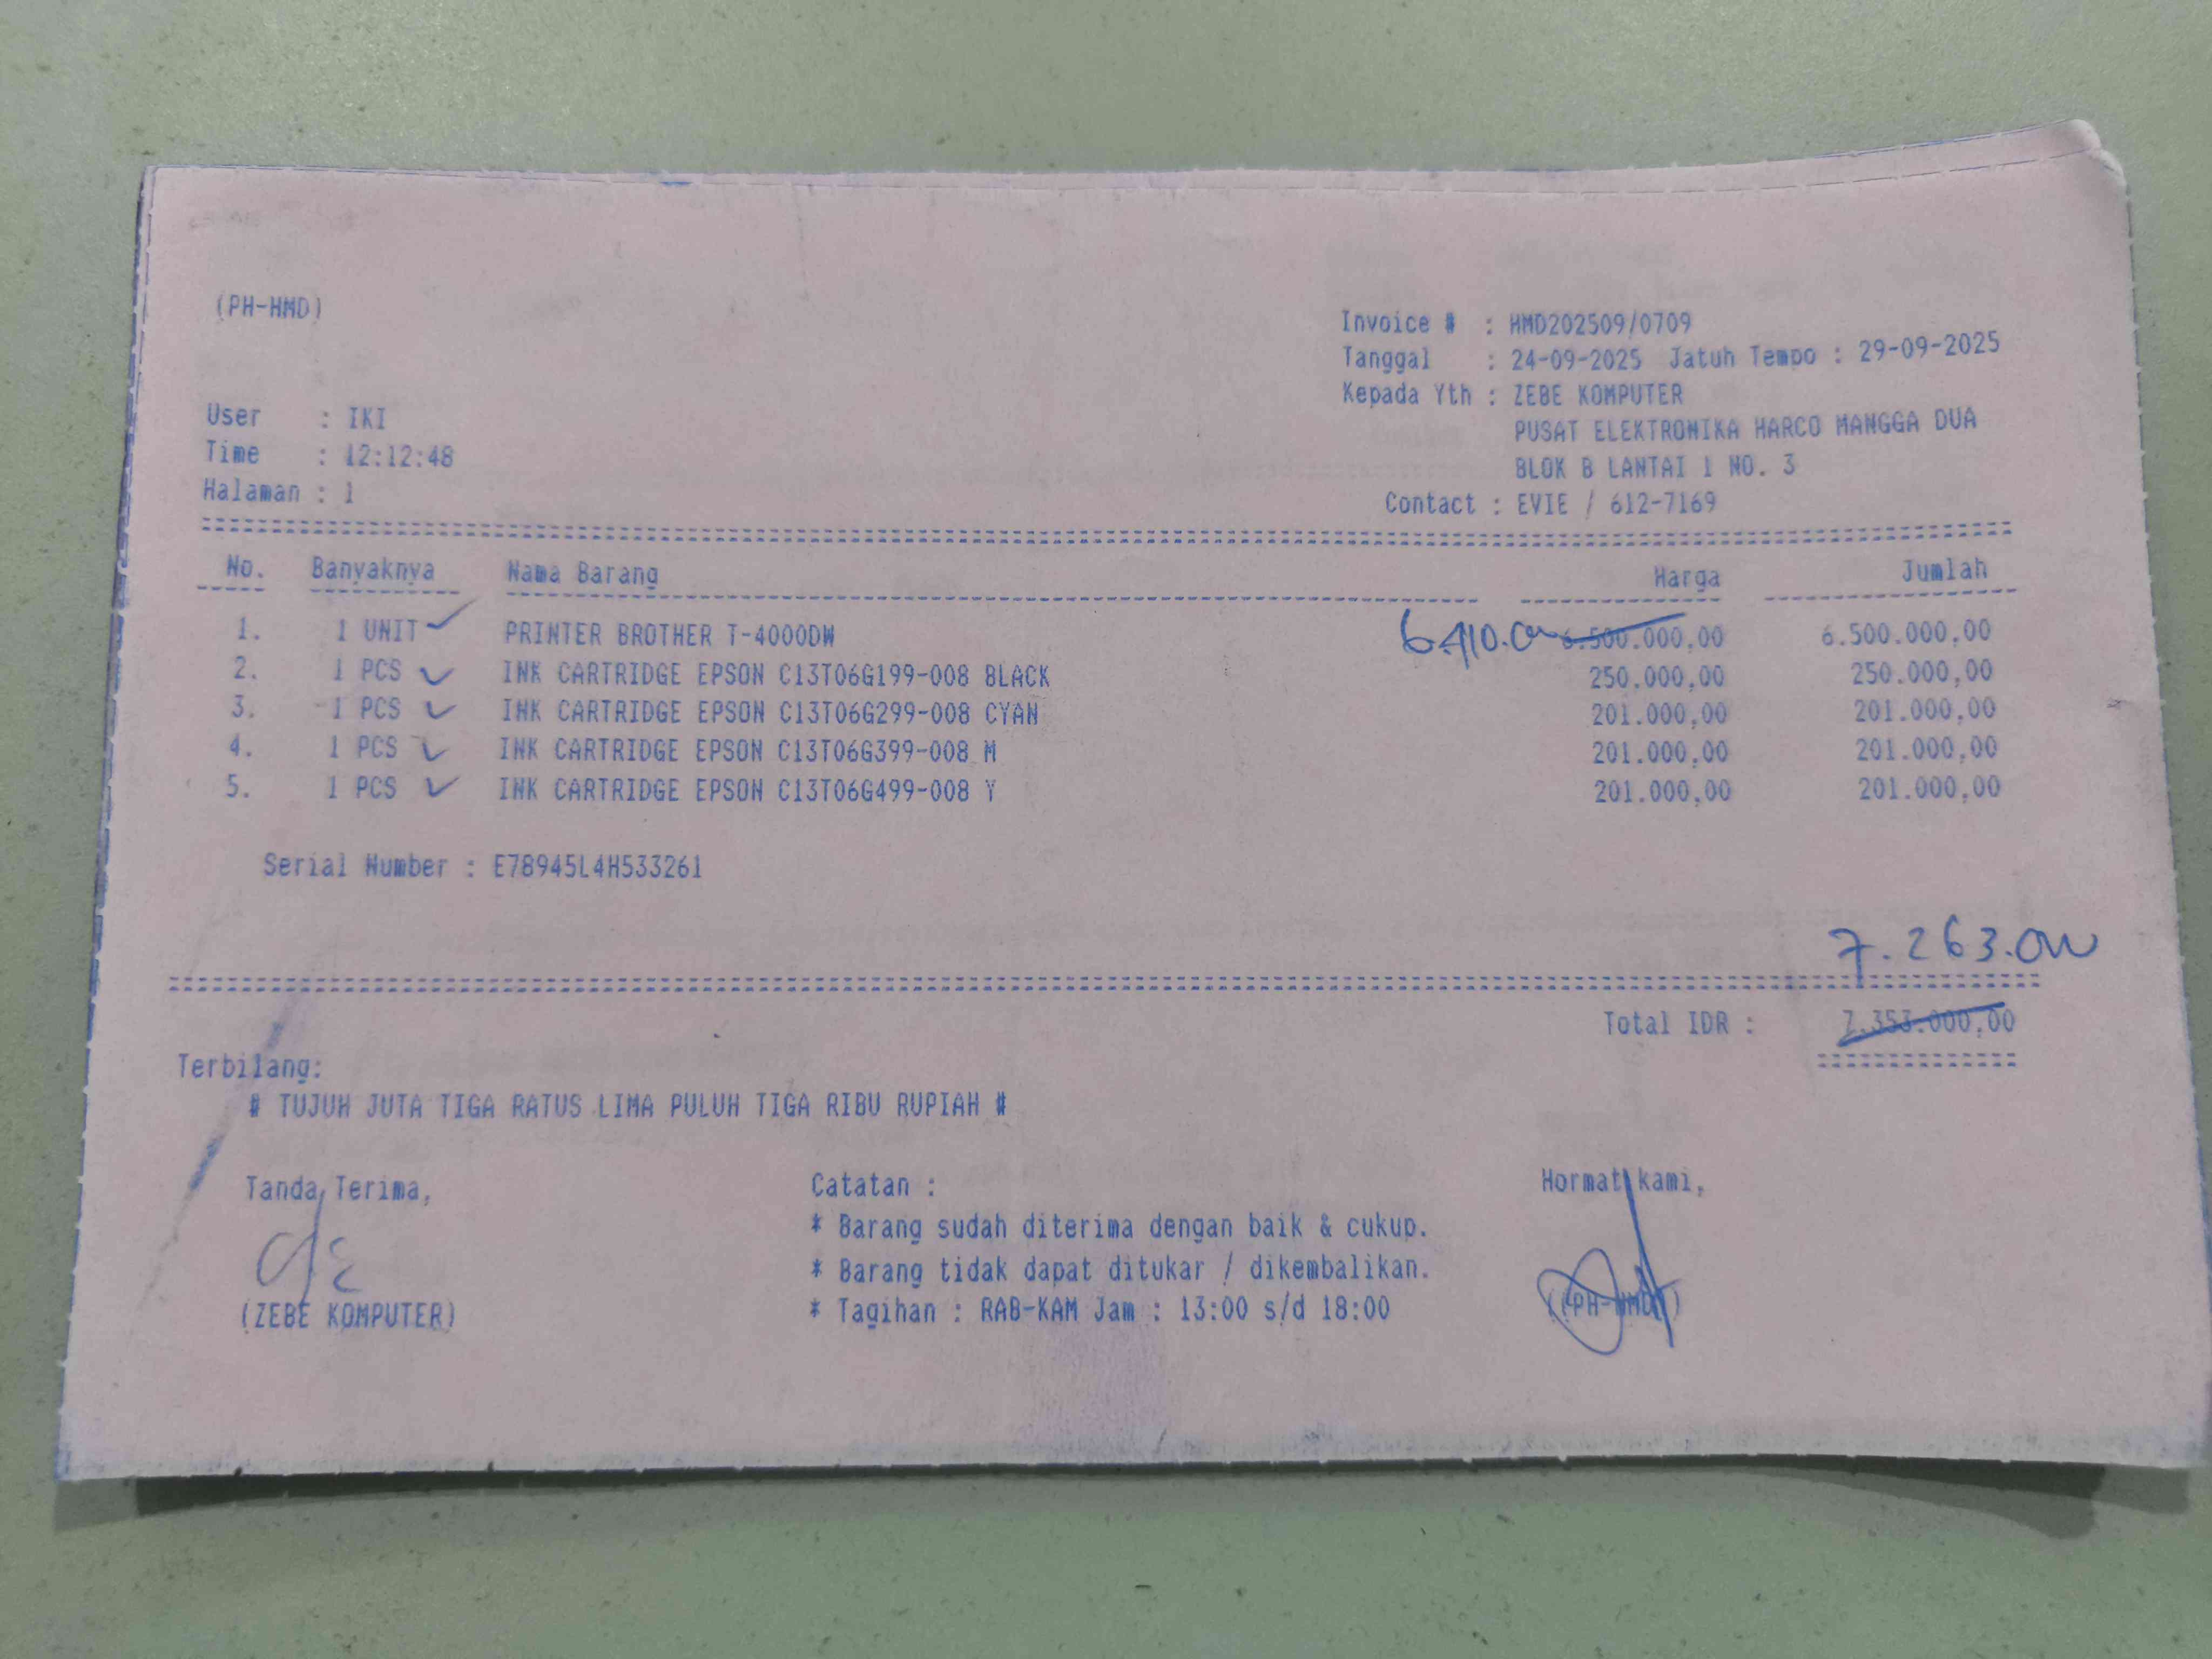 (PH-HMD)
Invoice # : HMD202509/0709
Tanggal : 24-09-2025 Jatuh Tempo : 29-09-2025
Kepada Yth : ZEBE KOMPUTER
PUSAT ELEKTRONIKA HARCO MANGGA DUA
BLOK B LANTAI 1 NO. 3
Contact : EVIE / 612-7169
User : IKI
Time : 12:12:48
Halaman : 1
No. Banyaknya Nama Barang Harga Jumlah
1. 1 UNIT PRINTER BROTHER T-4000DW 6.410.000 6.500.000,00 6.500.000,00
2. 1 PCS INK CARTRIDGE EPSON C13T06G199-008 BLACK 250.000,00 250.000,00
3. 1 PCS INK CARTRIDGE EPSON C13T06G299-008 CYAN 201.000,00 201.000,00
4. 1 PCS INK CARTRIDGE EPSON C13T06G399-008 M 201.000,00 201.000,00
5. 1 PCS INK CARTRIDGE EPSON C13T06G499-008 Y 201.000,00 201.000,00
Serial Number : E78945L4H533261
7.263.000
Total IDR : 7.353.000,00
Terbilang:
# TUJUH JUTA TIGA RATUS LIMA PULUH TIGA RIBU RUPIAH #
Tanda Terima,
(ZEBE KOMPUTER)
Catatan :
* Barang sudah diterima dengan baik & cukup.
* Barang tidak dapat ditukar / dikembalikan.
* Tagihan : RAB-KAM Jam : 13:00 s/d 18:00
Hormat kami,
((PH-HMD))